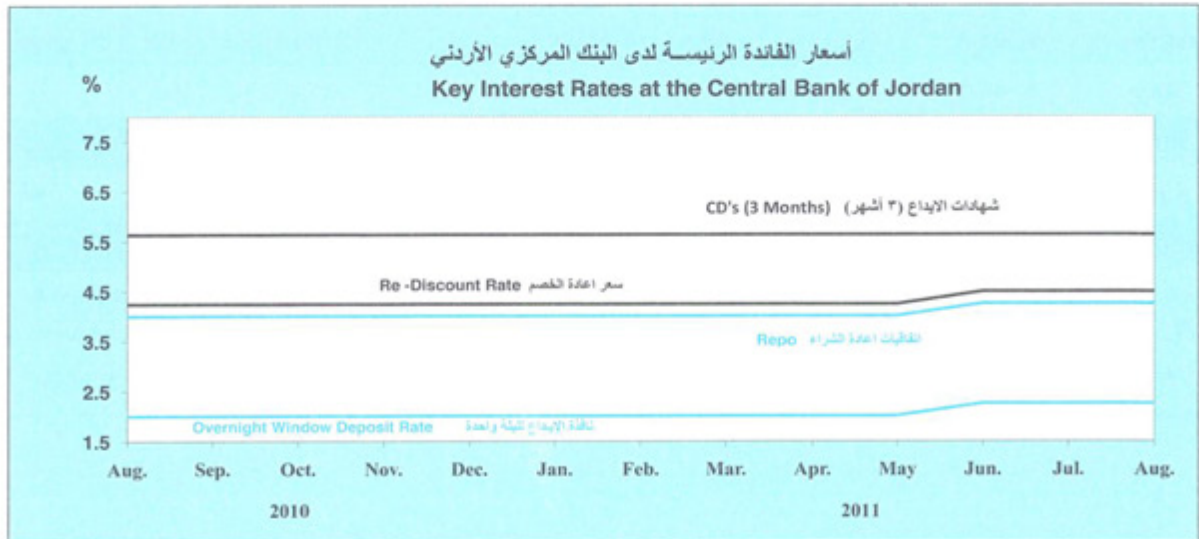 أسعار الفائدة الرئيســة لدى البنك المركزي الأردني
%
Key Interest Rates at the Central Bank of Jordan
7.5
6.5
CD's (3 Months) شهادات الايداع (٣ أشهر)
5.5
Re -Discount Rate سعر اعادة الخصم
4.5
3.5
Repo اتفاقيات اعادة الشراء
2.5
Overnight Window Deposit Rate نافذة الايداع لليلة واحدة
1.5
Aug. Sep. Oct. Nov. Dec. Jan. Feb. Mar. Apr. May Jun. Jul. Aug.
2010 2011